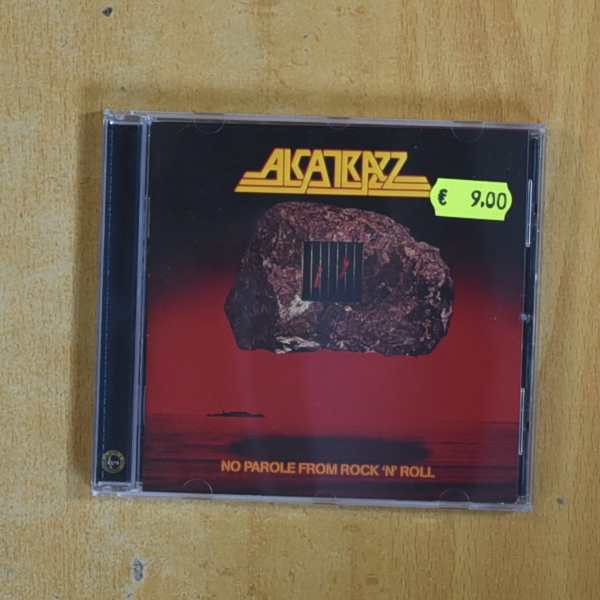 ALCATRAZZ
€ 9.00
NO PAROLE FROM ROCK 'N' ROLL